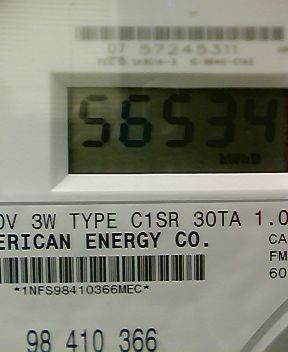 07 57245311
56534
kWhD
0V 3W TYPE C1SR 30TA 1.0
ERICAN ENERGY CO.
CA
FM
60
*1NFS98410366MEC*
98 410 366